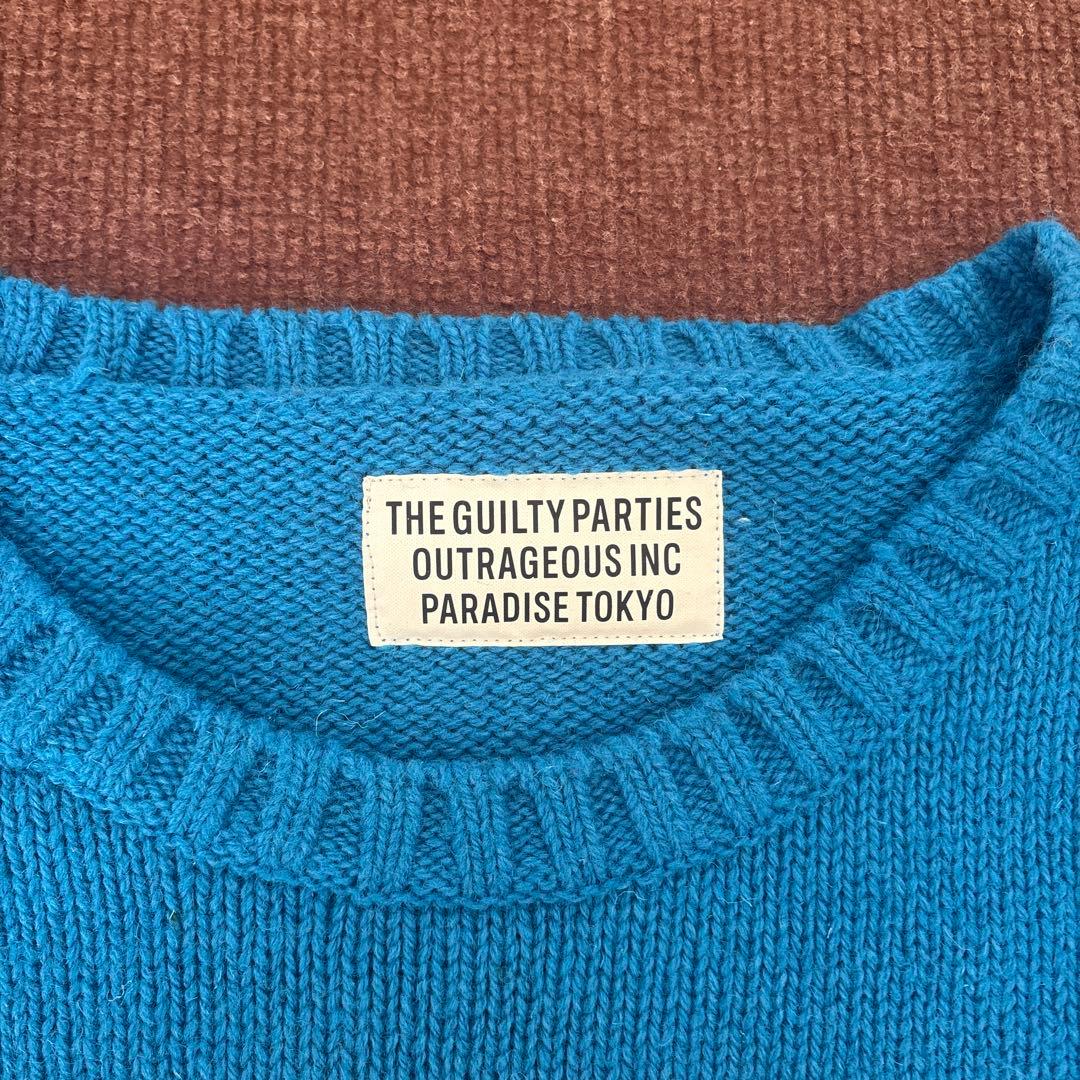 THE GUILTY PARTIES
OUTRAGEOUS INC
PARADISE TOKYO